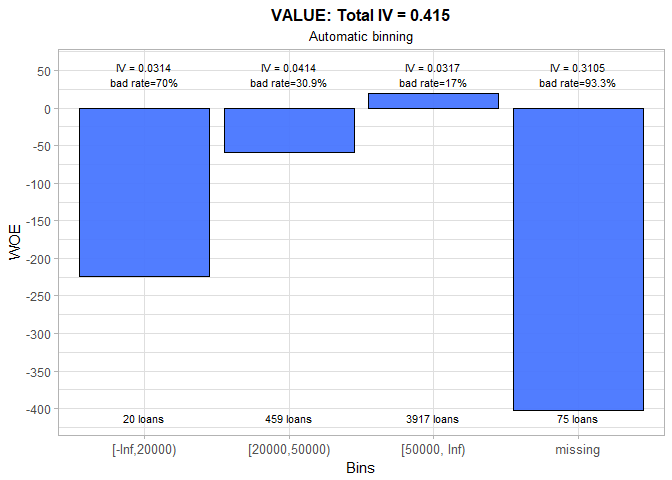 VALUE: Total IV = 0.415
Automatic binning
IV = 0.0314 IV = 0.0414 IV = 0.0317 IV = 0.3105
bad rate=70% bad rate=30.9% bad rate=17% bad rate=93.3%
50
0
-50
-100
-150
-200
-250
-300
-350
-400
WOE
20 loans 459 loans 3917 loans 75 loans
[-Inf,20000) [20000,50000) [50000, Inf) missing
Bins